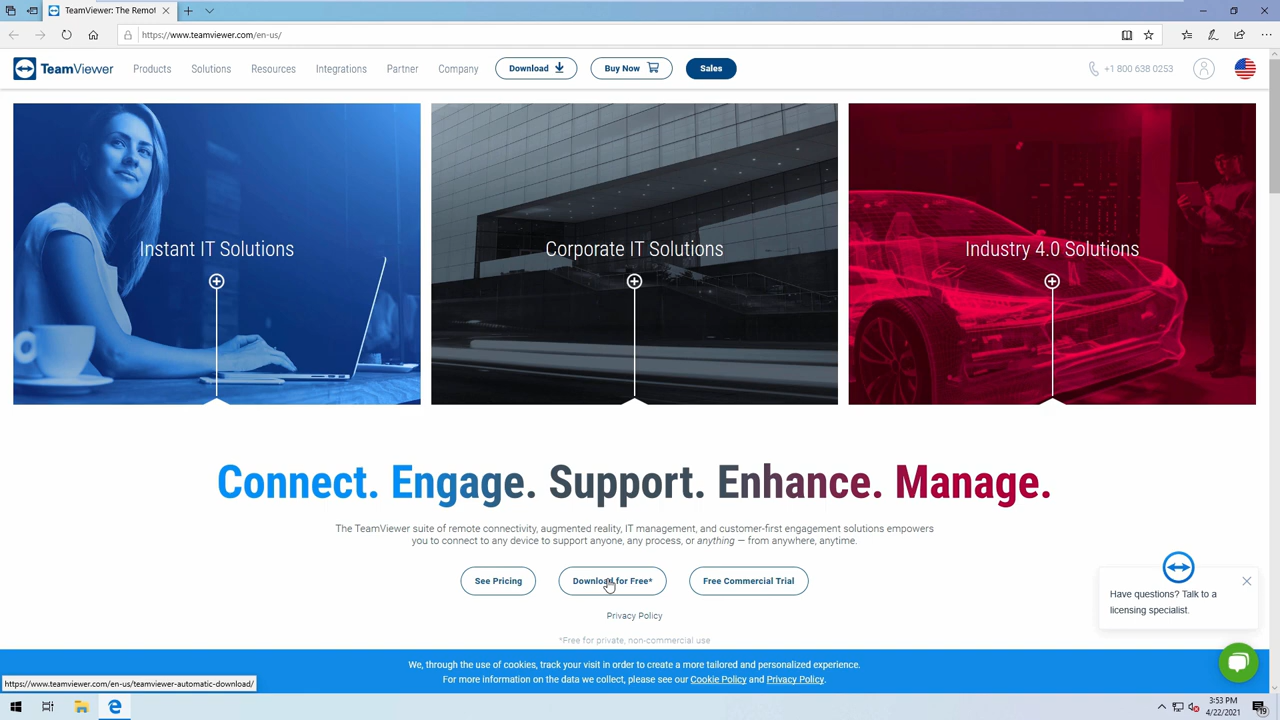 TeamViewer: The Remot
https://www.teamviewer.com/en-us/
TeamViewer
Products
Solutions
Resources
Integrations
Partner
Company
Download
Buy Now
Sales
+1 800 638 0253
Instant IT Solutions
Corporate IT Solutions
Industry 4.0 Solutions
Connect. Engage. Support. Enhance. Manage.
The TeamViewer suite of remote connectivity, augmented reality, IT management, and customer-first engagement solutions empowers
you to connect to any device to support anyone, any process, or anything — from anywhere, anytime.
See Pricing
Download for Free*
Free Commercial Trial
Privacy Policy
*Free for private, non-commercial use
Have questions? Talk to a
licensing specialist.
We, through the use of cookies, track your visit in order to create a more tailored and personalized experience.
For more information on the data we collect, please see our Cookie Policy and Privacy Policy.
https://www.teamviewer.com/en-us/teamviewer-automatic-download/
3:53 PM
4/22/2021
19